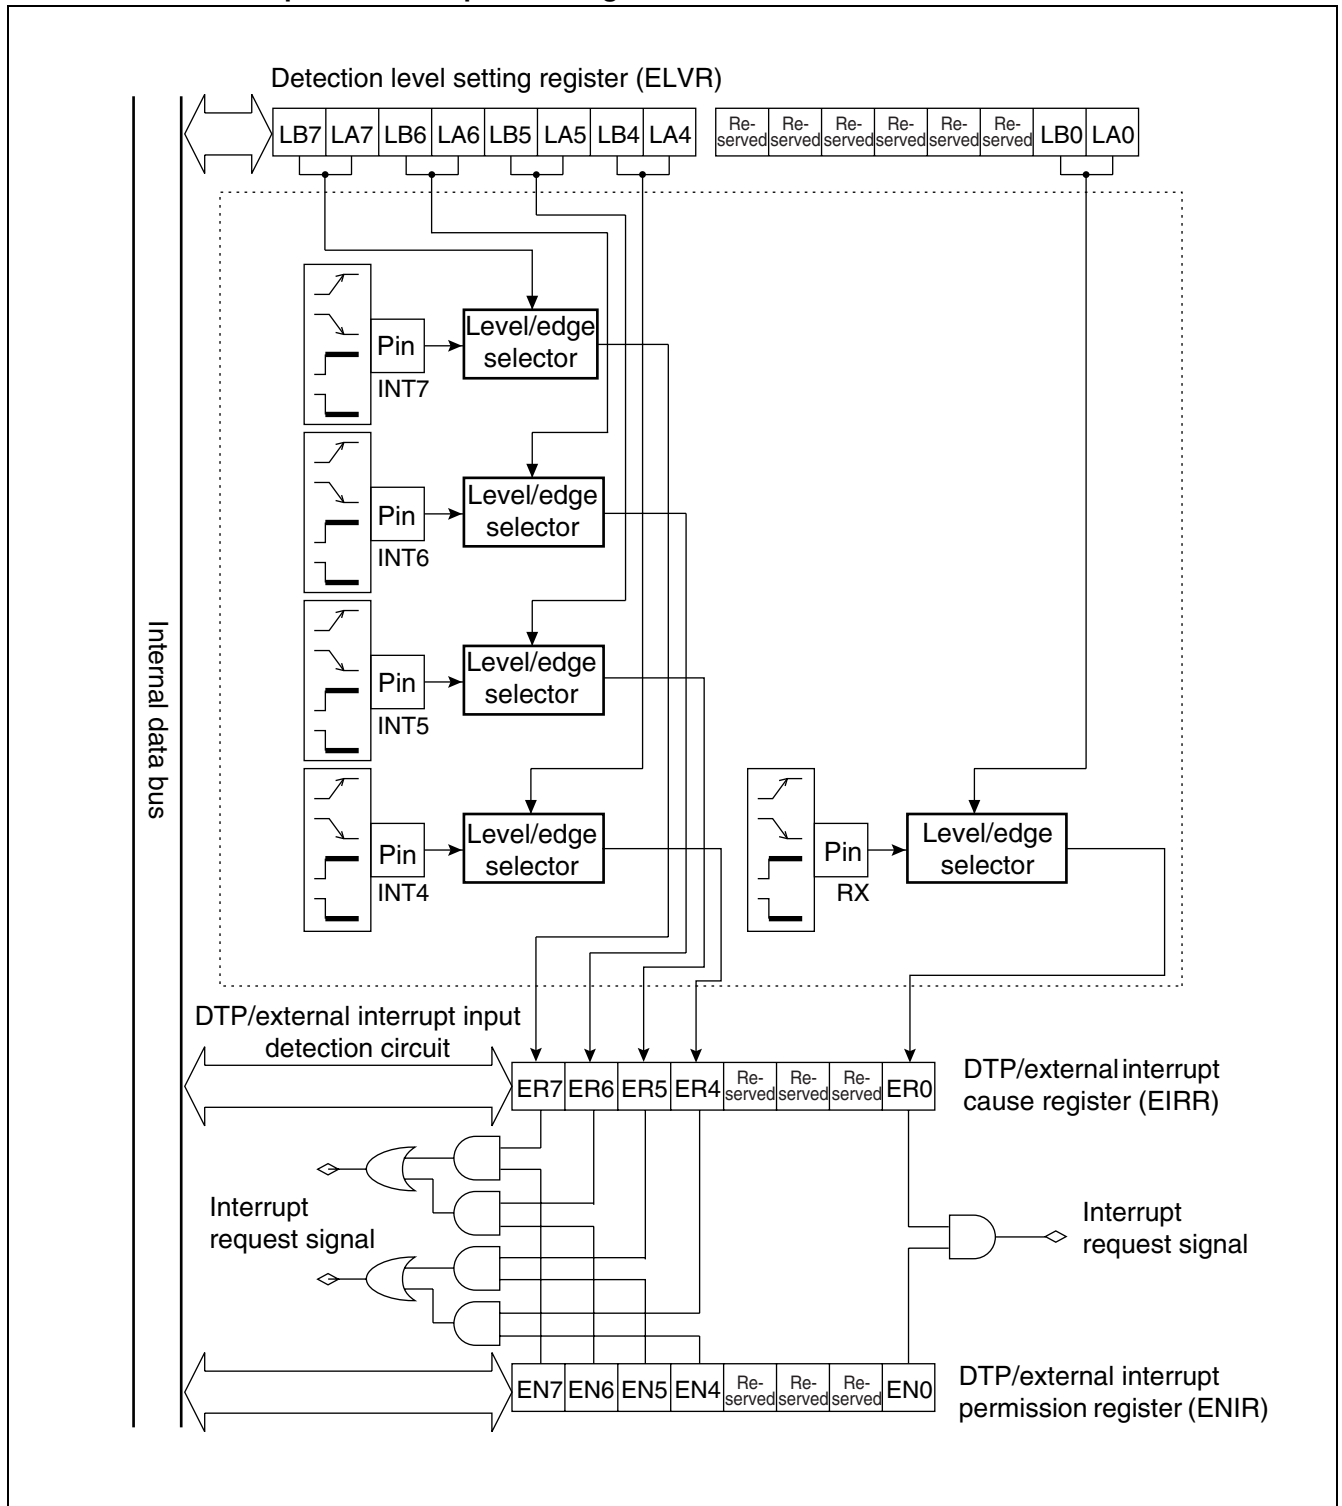 Detection level setting register (ELVR)
LB7 LA7 LB6 LA6 LB5 LA5 LB4 LA4 Re-served Re-served Re-served Re-served Re-served Re-served LB0 LA0
Level/edge
selector
Pin
INT7
Level/edge
selector
Pin
INT6
Level/edge
selector
Pin
INT5
Level/edge
selector
Pin
INT4
Level/edge
selector
Pin
RX
Internal data bus
DTP/external interrupt input
detection circuit
ER7 ER6 ER5 ER4 Re-served Re-served Re-served ER0
DTP/external interrupt
cause register (EIRR)
Interrupt
request signal
Interrupt
request signal
EN7 EN6 EN5 EN4 Re-served Re-served Re-served EN0
DTP/external interrupt
permission register (ENIR)